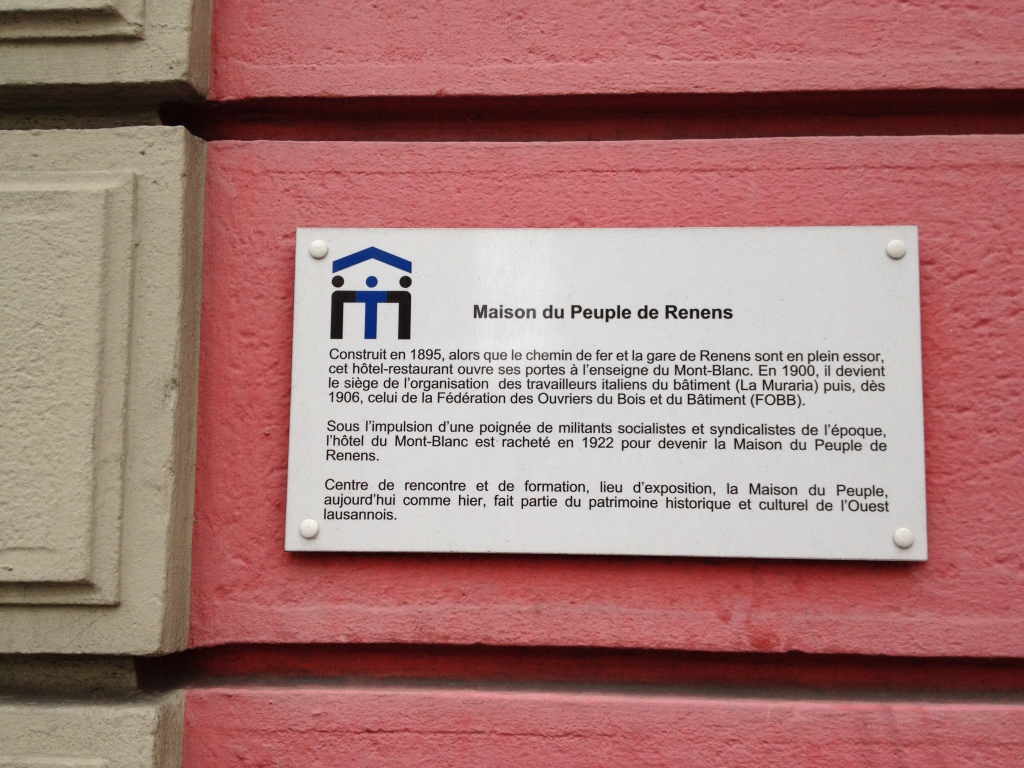 Maison du Peuple de Renens
Construit en 1895, alors que le chemin de fer et la gare de Renens sont en plein essor,
cet hôtel-restaurant ouvre ses portes à l'enseigne du Mont-Blanc. En 1900, il devient
le siège de l'organisation des travailleurs italiens du bâtiment (La Muraria) puis, dès
1906, celui de la Fédération des Ouvriers du Bois et du Bâtiment (FOBB).
Sous l'impulsion d'une poignée de militants socialistes et syndicalistes de l'époque,
l'hôtel du Mont-Blanc est racheté en 1922 pour devenir la Maison du Peuple de
Renens.
Centre de rencontre et de formation, lieu d'exposition, la Maison du Peuple,
aujourd'hui comme hier, fait partie du patrimoine historique et culturel de l'Ouest
lausannois.